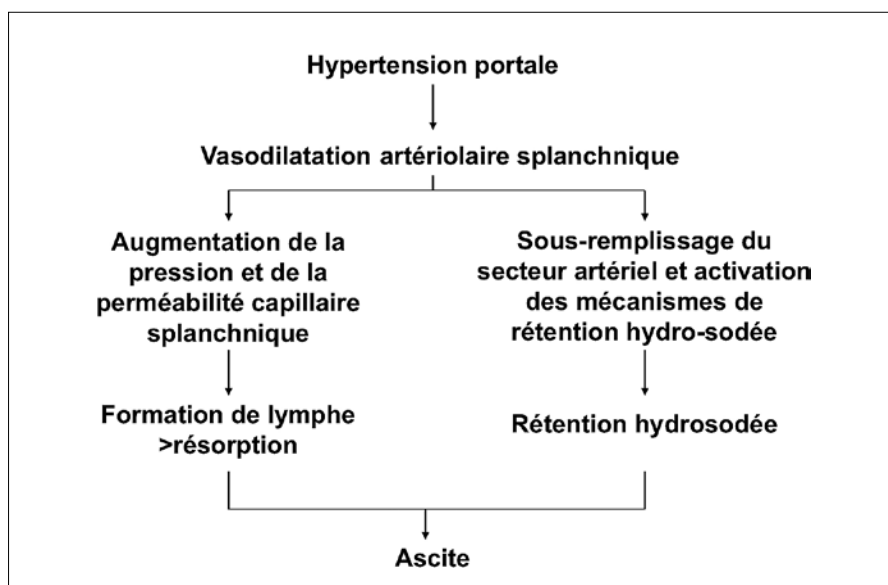 Hypertension portale
Vasodilatation artériolaire splanchnique
Augmentation de la
pression et de la
perméabilité capillaire
splanchnique
Sous-remplissage du
secteur artériel et activation
des mécanismes de
rétention hydro-sodée
Formation de lymphe
>résorption
Rétention hydrosodée
Ascite